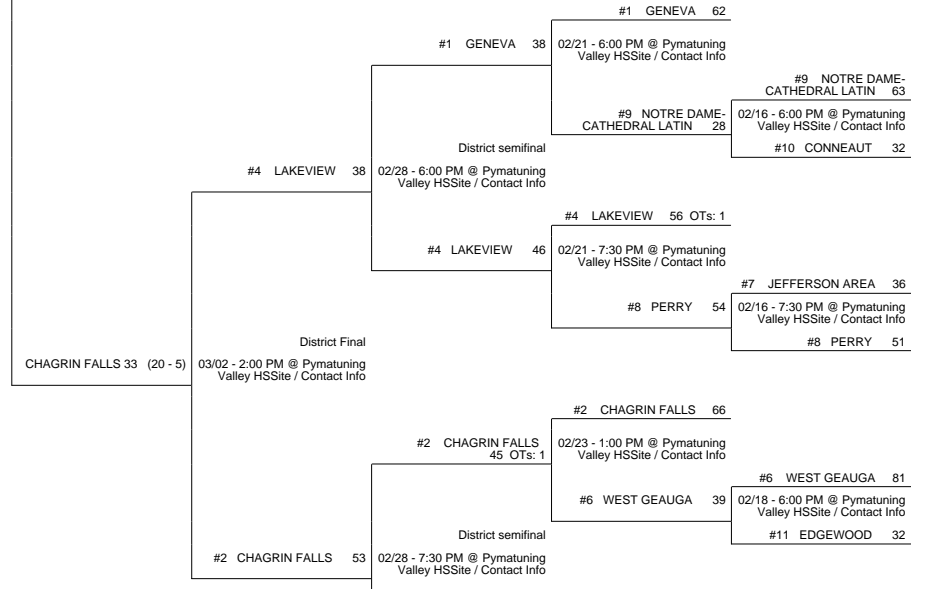 #1 GENEVA 62
#1 GENEVA 38
02/21 - 6:00 PM @ Pymatuning
Valley HSSite / Contact Info
#9 NOTRE DAME-
CATHEDRAL LATIN 63
#9 NOTRE DAME-
CATHEDRAL LATIN 28
02/16 - 6:00 PM @ Pymatuning
Valley HSSite / Contact Info
#10 CONNEAUT 32
District semifinal
#4 LAKEVIEW 38
02/28 - 6:00 PM @ Pymatuning
Valley HSSite / Contact Info
#4 LAKEVIEW 56 OTs: 1
#4 LAKEVIEW 46
02/21 - 7:30 PM @ Pymatuning
Valley HSSite / Contact Info
#7 JEFFERSON AREA 36
#8 PERRY 54
02/16 - 7:30 PM @ Pymatuning
Valley HSSite / Contact Info
#8 PERRY 51
District Final
CHAGRIN FALLS 33 (20 - 5)
03/02 - 2:00 PM @ Pymatuning
Valley HSSite / Contact Info
#2 CHAGRIN FALLS 66
#2 CHAGRIN FALLS
45 OTs: 1
02/23 - 1:00 PM @ Pymatuning
Valley HSSite / Contact Info
#6 WEST GEAUGA 81
#6 WEST GEAUGA 39
02/18 - 6:00 PM @ Pymatuning
Valley HSSite / Contact Info
#11 EDGEWOOD 32
District semifinal
#2 CHAGRIN FALLS 53
02/28 - 7:30 PM @ Pymatuning
Valley HSSite / Contact Info